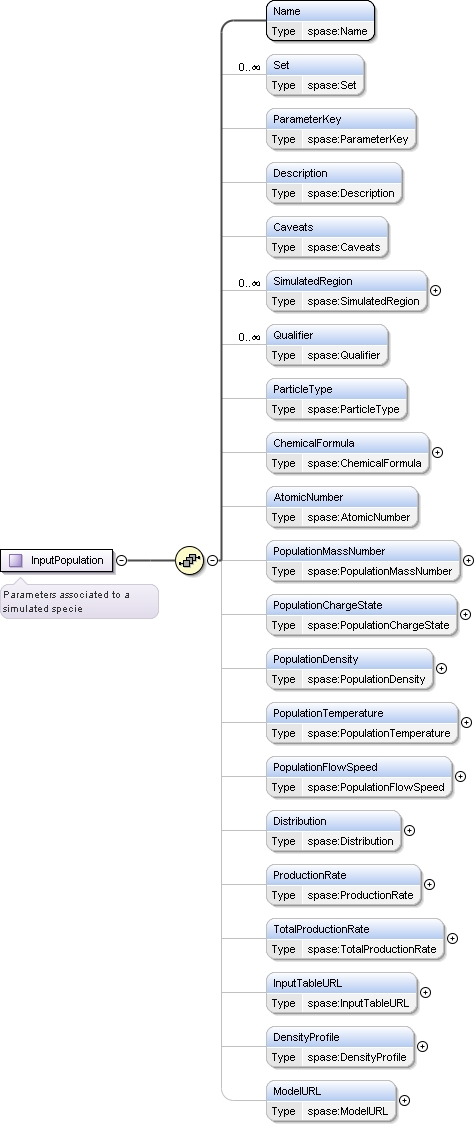 Name
Type spase:Name
0..∞
Set
Type spase:Set
ParameterKey
Type spase:ParameterKey
Description
Type spase:Description
Caveats
Type spase:Caveats
0..∞
SimulatedRegion
Type spase:SimulatedRegion
0..∞
Qualifier
Type spase:Qualifier
ParticleType
Type spase:ParticleType
ChemicalFormula
Type spase:ChemicalFormula
AtomicNumber
Type spase:AtomicNumber
InputPopulation
Parameters associated to a
simulated specie
PopulationMassNumber
Type spase:PopulationMassNumber
PopulationChargeState
Type spase:PopulationChargeState
PopulationDensity
Type spase:PopulationDensity
PopulationTemperature
Type spase:PopulationTemperature
PopulationFlowSpeed
Type spase:PopulationFlowSpeed
Distribution
Type spase:Distribution
ProductionRate
Type spase:ProductionRate
TotalProductionRate
Type spase:TotalProductionRate
InputTableURL
Type spase:InputTableURL
DensityProfile
Type spase:DensityProfile
ModelURL
Type spase:ModelURL